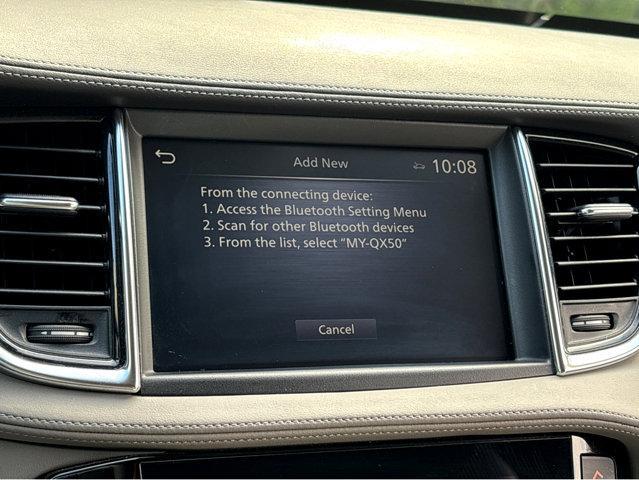 Add New
10:08
From the connecting device:
1. Access the Bluetooth Setting Menu
2. Scan for other Bluetooth devices
3. From the list, select "MY-QX50"
Cancel